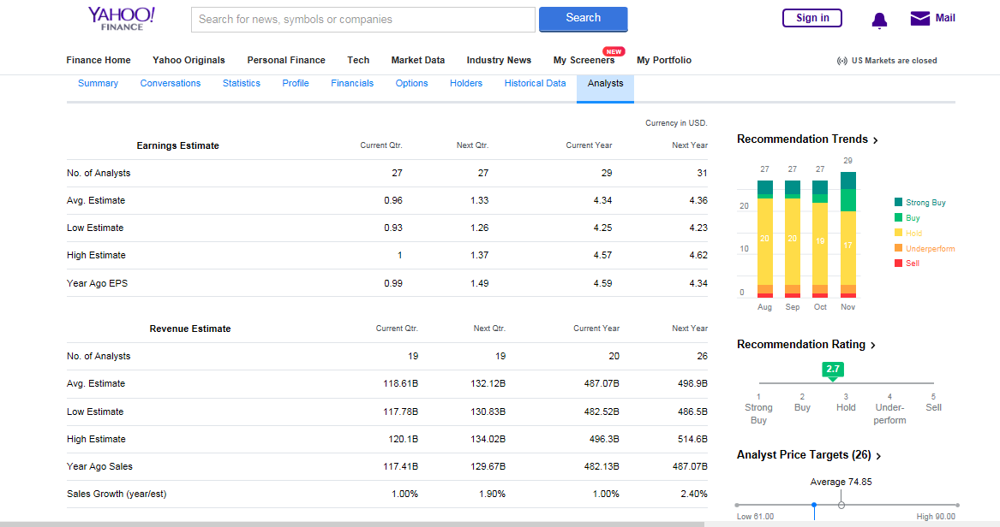 YAHOO!
FINANCE
Search for news, symbols or companies
Search
Sign in
Mail
NEW
Finance Home Yahoo Originals Personal Finance Tech Market Data Industry News My Screeners My Portfolio
US Markets are closed
Summary Conversations Statistics Profile Financials Options Holders Historical Data Analysts
Currency in USD.
Earnings Estimate Current Qtr. Next Qtr. Current Year Next Year
No. of Analysts 27 27 29 31
Avg. Estimate 0.96 1.33 4.34 4.36
Low Estimate 0.93 1.26 4.25 4.23
High Estimate 1 1.37 4.57 4.62
Year Ago EPS 0.99 1.49 4.59 4.34
Revenue Estimate Current Qtr. Next Qtr. Current Year Next Year
No. of Analysts 19 19 20 26
Avg. Estimate 118.61B 132.12B 487.07B 498.9B
Low Estimate 117.78B 130.83B 482.52B 486.5B
High Estimate 120.1B 134.02B 496.3B 514.6B
Year Ago Sales 117.41B 129.67B 482.13B 487.07B
Sales Growth (year/est) 1.00% 1.90% 1.00% 2.40%
Recommendation Trends >
27 27 27 29
20
10
0
20 20 19 17
Aug Sep Oct Nov
Strong Buy
Buy
Hold
Underperform
Sell
Recommendation Rating >
2.7
1 2 3 4 5
Strong Buy Hold Under- Sell
Buy perform
Analyst Price Targets (26) >
Average 74.85
Low 61.00 High 90.00